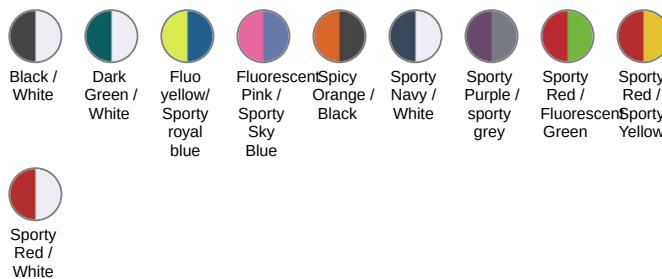 Black /
White
Dark
Green /
White
Fluo
yellow/
Sporty
royal
blue
Fluorescent
Pink /
Sporty
Sky
Blue
Spicy
Orange /
Black
Sporty
Navy /
White
Sporty
Purple /
sporty
grey
Sporty
Red /
Fluorescent
Green
Sporty
Red /
Sporty
Yellow
Sporty
Red /
White